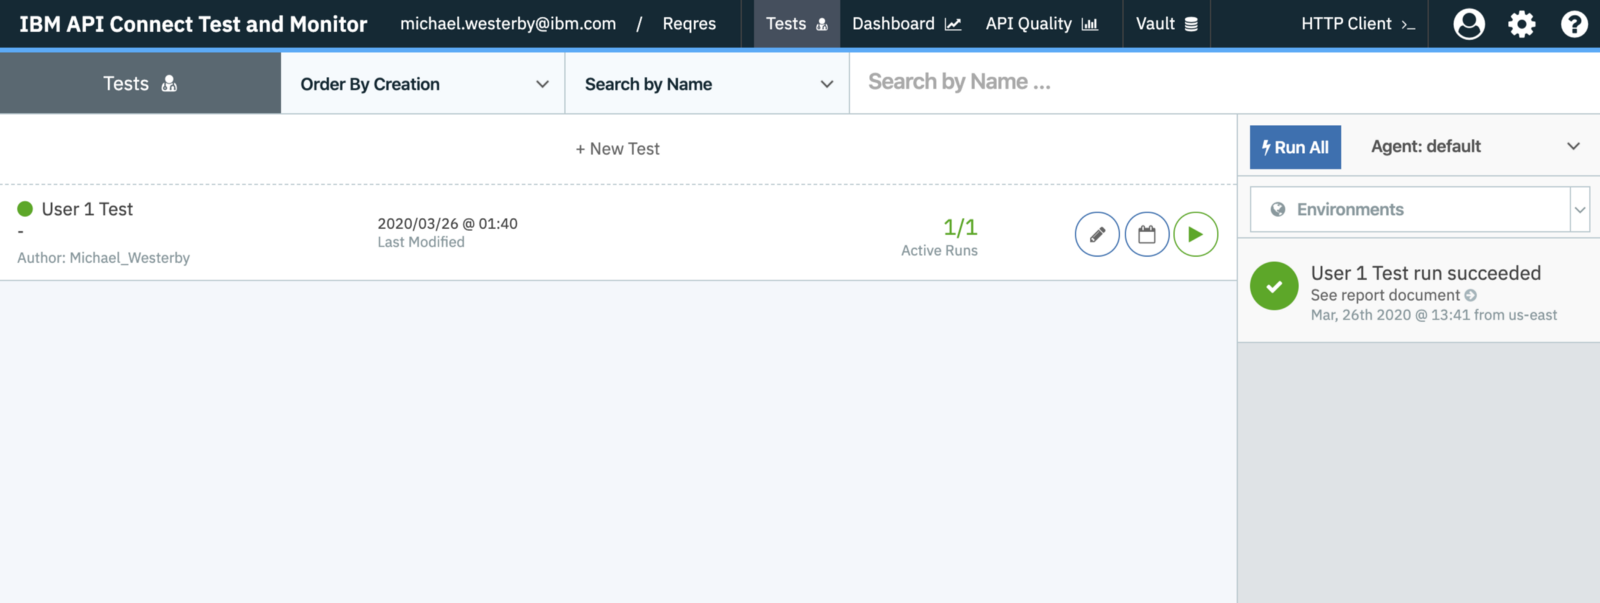 IBM API Connect Test and Monitor michael.westerby@ibm.com / Reqres Tests Dashboard API Quality Vault HTTP Client >_
Tests Order By Creation Search by Name Search by Name ...
+ New Test
Run All Agent: default
Environments
User 1 Test
-
Author: Michael_Westerby
2020/03/26 @ 01:40
Last Modified
1/1
Active Runs
User 1 Test run succeeded
See report document
Mar, 26th 2020 @ 13:41 from us-east